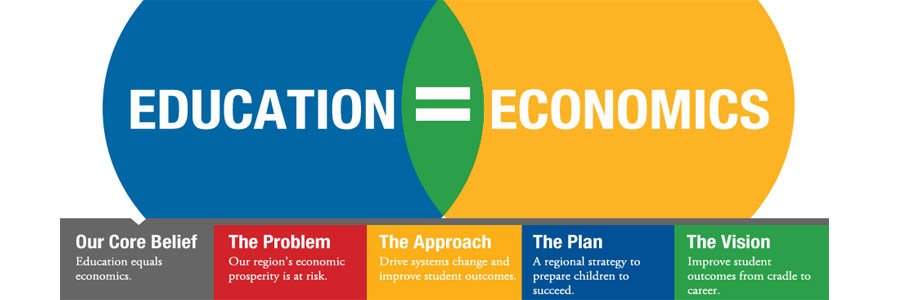 EDUCATION = ECONOMICS
Our Core Belief
Education equals
economics.
The Problem
Our region's economic
prosperity is at risk.
The Approach
Drive systems change and
improve student outcomes.
The Plan
A regional strategy to
prepare children to
succeed.
The Vision
Improve student
outcomes from cradle to
career.